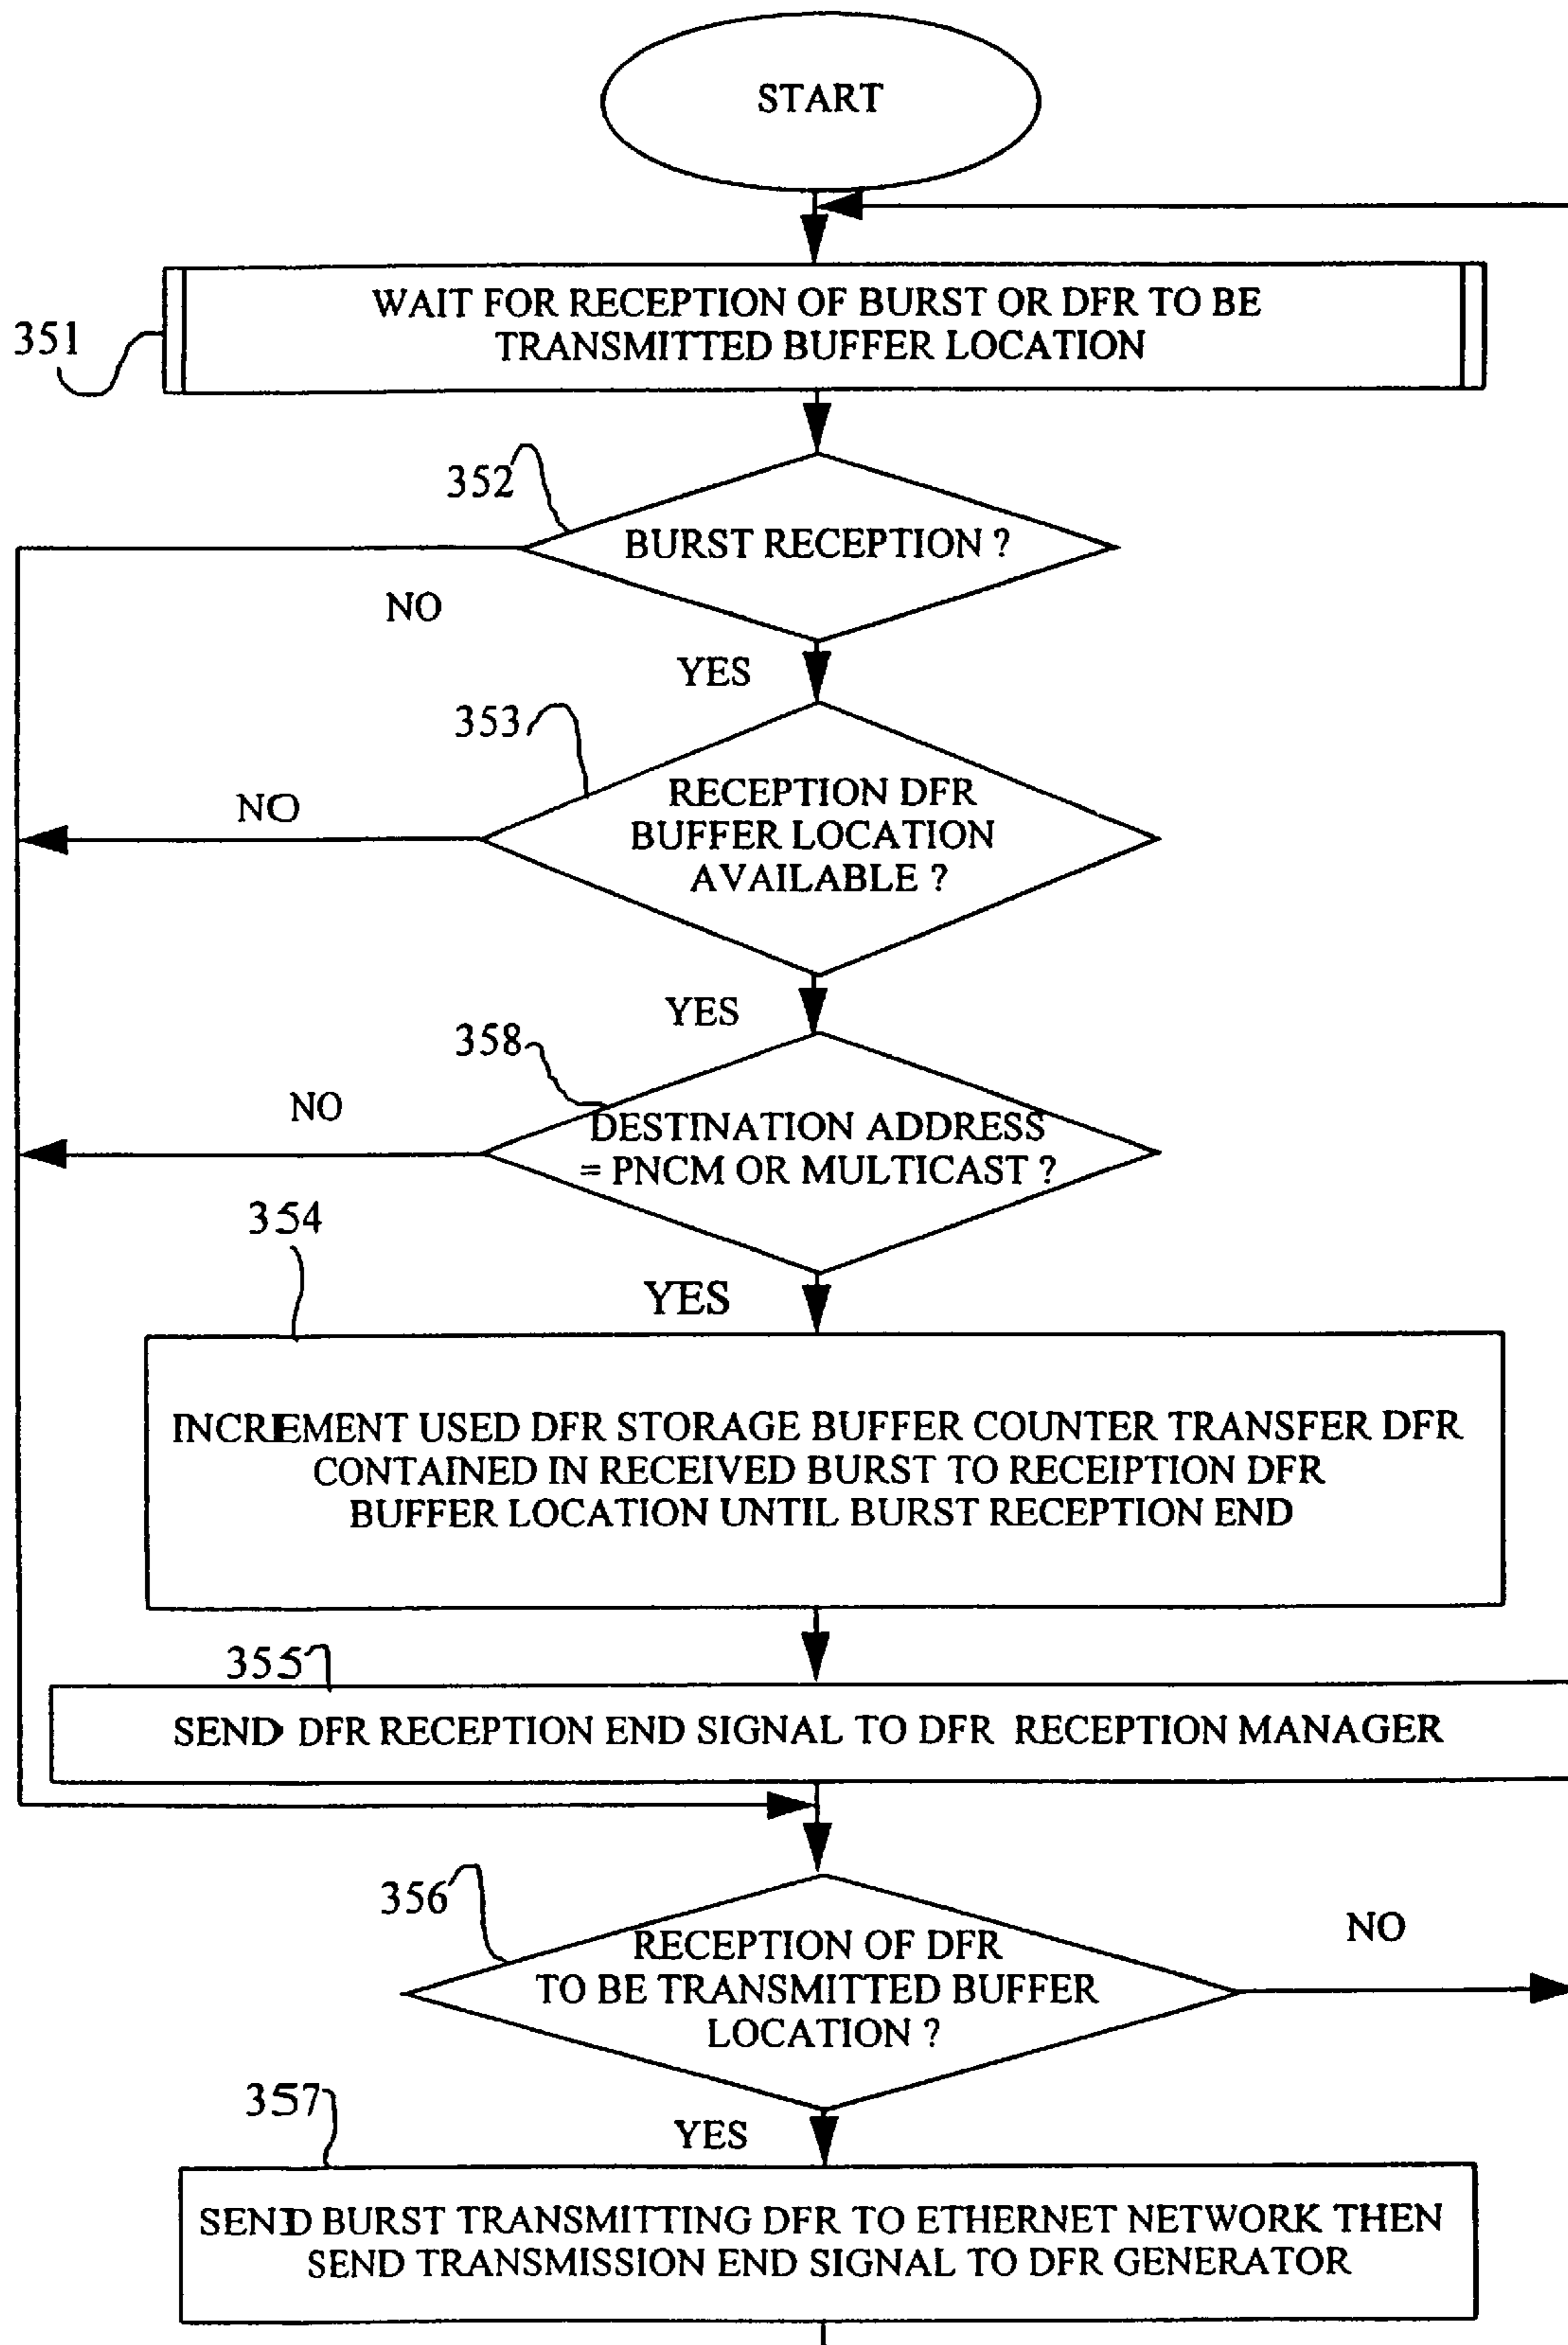 START
WAIT FOR RECEPTION OF BURST OR DFR TO BE
TRANSMITTED BUFFER LOCATION
351
352
BURST RECEPTION ?
NO
YES
353
RECEPTION DFR
BUFFER LOCATION
AVAILABLE ?
NO
YES
358
NO
DESTINATION ADDRESS
= PNCM OR MULTICAST ?
354
YES
INCREMENT USED DFR STORAGE BUFFER COUNTER TRANSFER DFR
CONTAINED IN RECEIVED BURST TO RECEIPTION DFR
BUFFER LOCATION UNTIL BURST RECEPTION END
355
SEND DFR RECEPTION END SIGNAL TO DFR RECEPTION MANAGER
356
RECEPTION OF DFR
TO BE TRANSMITTED BUFFER
LOCATION ?
NO
357
YES
SEND BURST TRANSMITTING DFR TO ETHERNET NETWORK THEN
SEND TRANSMISSION END SIGNAL TO DFR GENERATOR